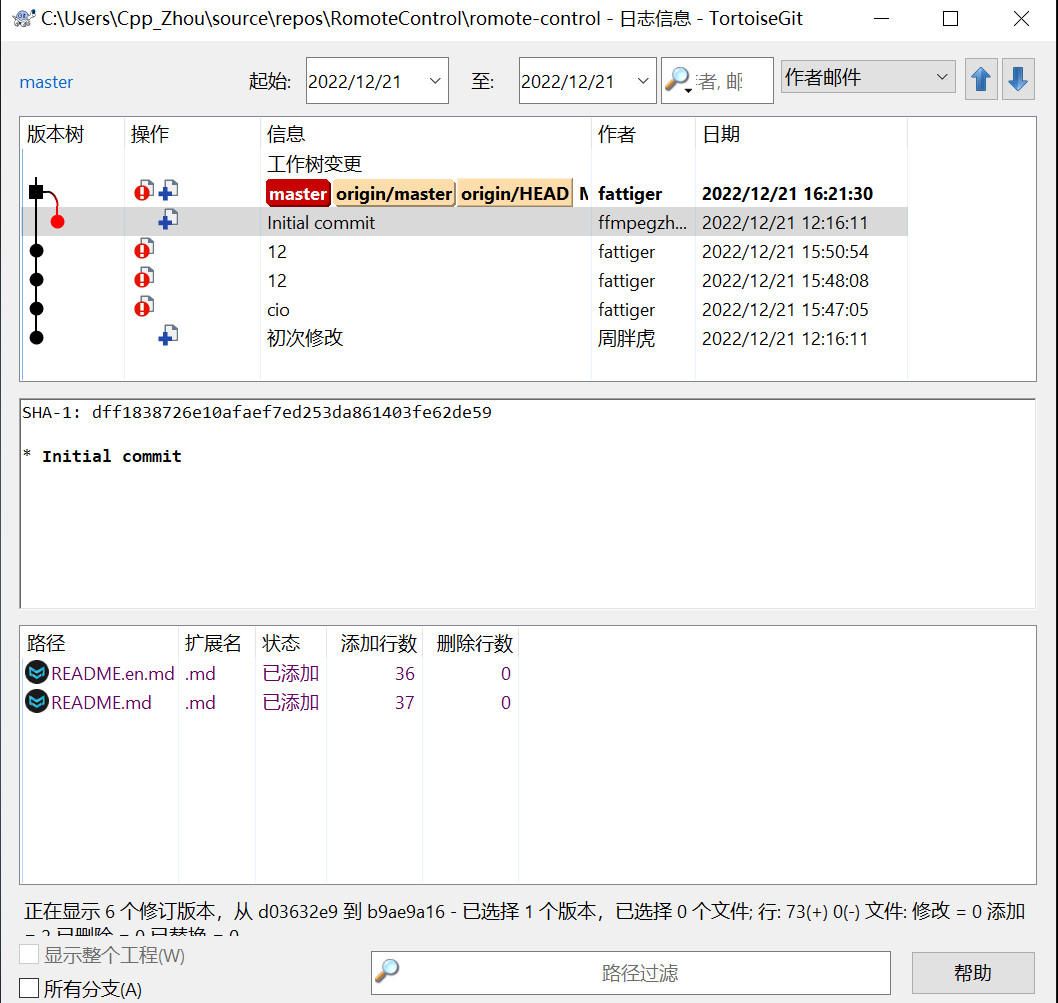 C:\Users\Cpp_Zhou\source\repos\RomoteControl\romote-control - 日志信息 - TortoiseGit
master 起始: 2022/12/21 至: 2022/12/21 者, 邮 作者邮件
版本树 操作 信息 作者 日期
工作树变更
master origin/master origin/HEAD fattiger 2022/12/21 16:21:30
Initial commit ffmpegzh... 2022/12/21 12:16:11
12 fattiger 2022/12/21 15:50:54
12 fattiger 2022/12/21 15:48:08
cio fattiger 2022/12/21 15:47:05
初次修改 周胖虎 2022/12/21 12:16:11
SHA-1: dff1838726e10afaef7ed253da861403fe62de59
* Initial commit
路径 扩展名 状态 添加行数 删除行数
README.en.md .md 已添加 36 0
README.md .md 已添加 37 0
正在显示 6 个修订版本，从 d03632e9 到 b9ae9a16 - 已选择 1 个版本，已选择 0 个文件; 行: 73(+) 0(-) 文件: 修改 = 0 添加
= 2 已删除 = 0 已替换 = 0
显示整个工程(W)
所有分支(A)
路径过滤
帮助